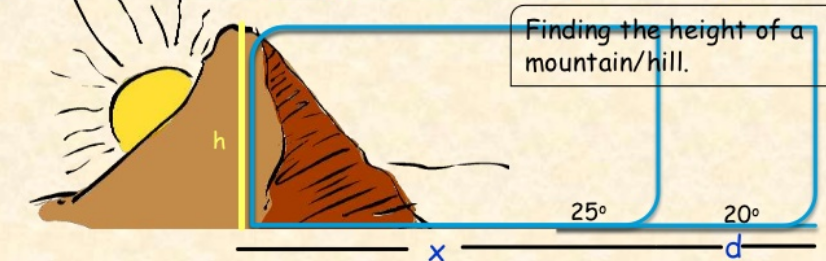 Finding the height of a
mountain/hill.
h
25° 20°
x d